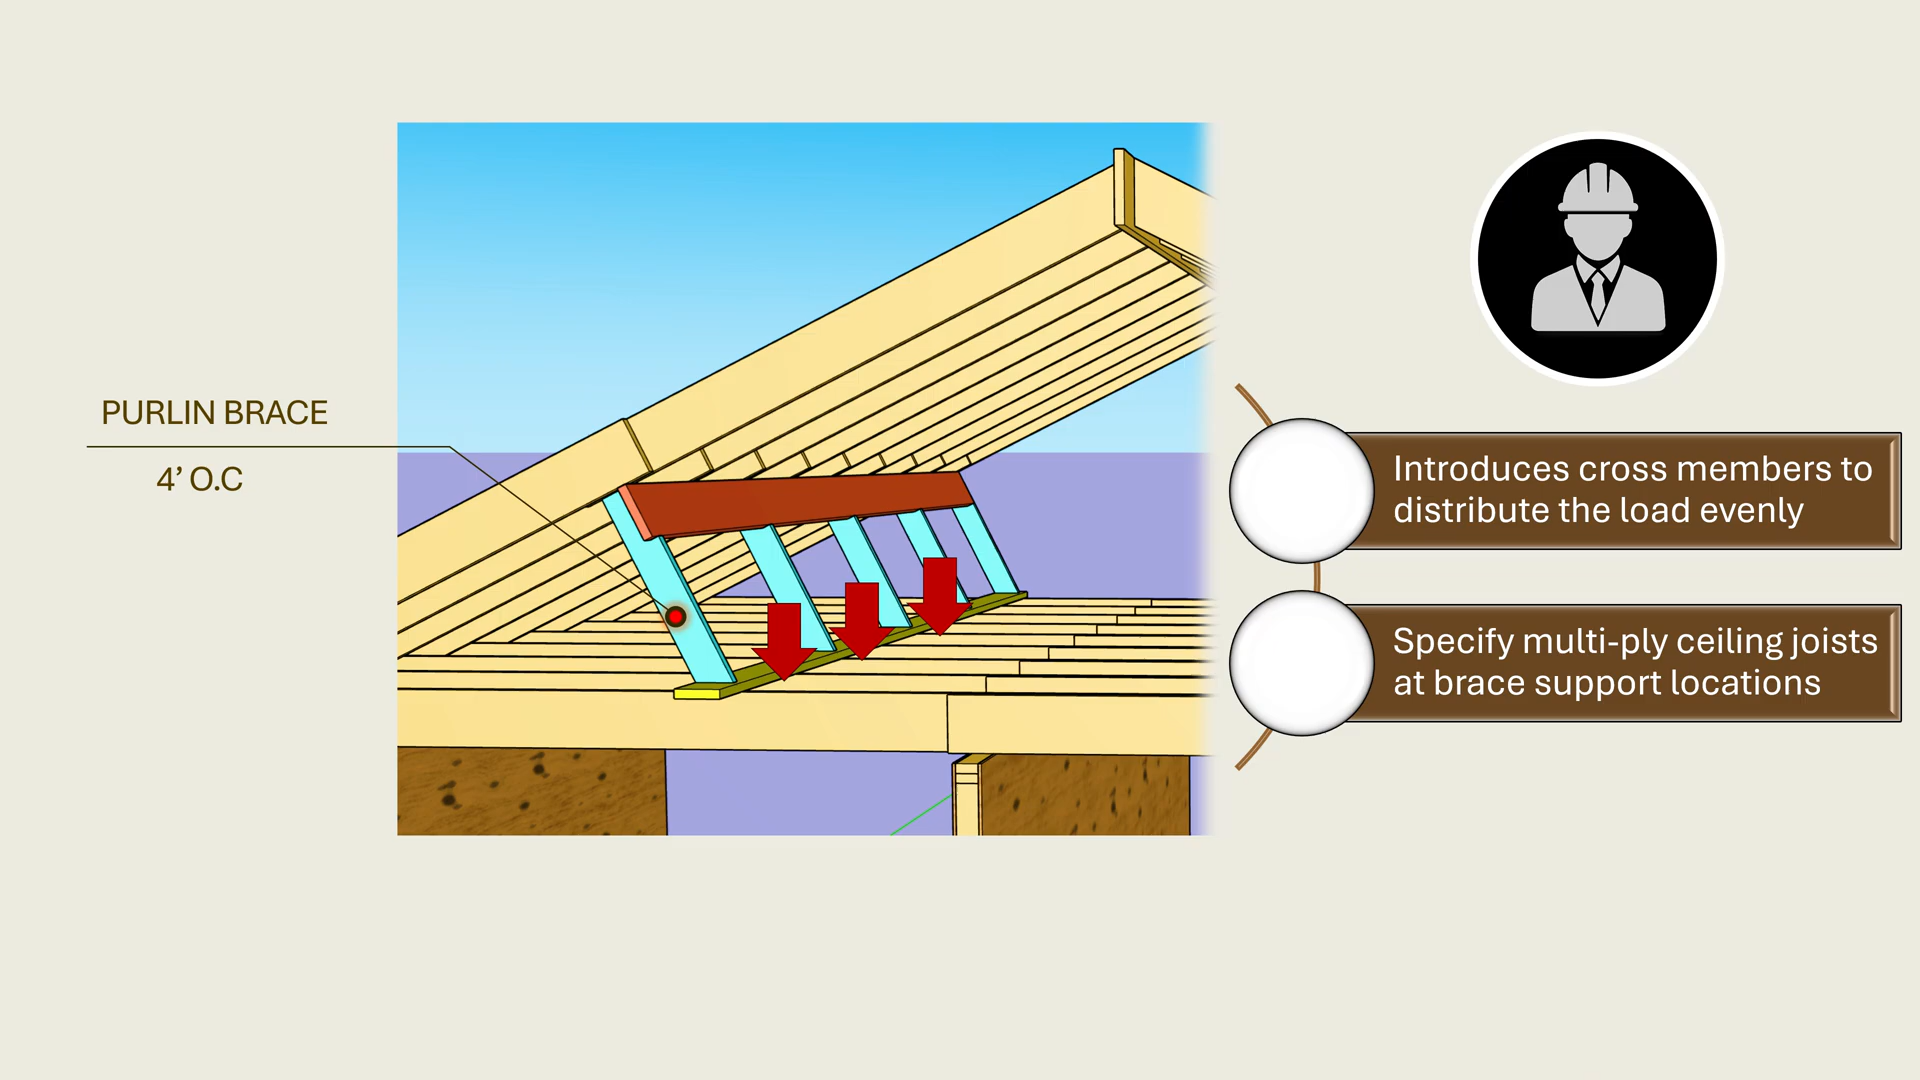 PURLIN BRACE
4’ O.C
Introduces cross members to
distribute the load evenly
Specify multi-ply ceiling joists
at brace support locations